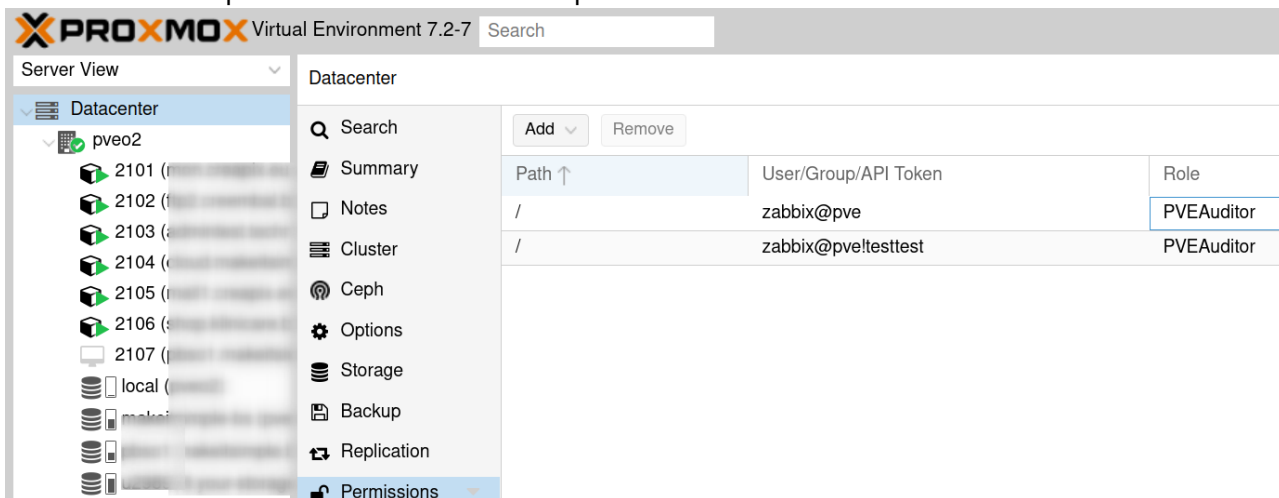 PROXMOX Virtual Environment 7.2-7 Search
Server View
Datacenter
pveo2
2101 (
2102 (
2103 (
2104 (
2105 (
2106 (
2107 (
local (
Datacenter
Search
Summary
Notes
Cluster
Ceph
Options
Storage
Backup
Replication
Permissions
Add Remove
Path User/Group/API Token Role
/ zabbix@pve PVEAuditor
/ zabbix@pve!testtest PVEAuditor